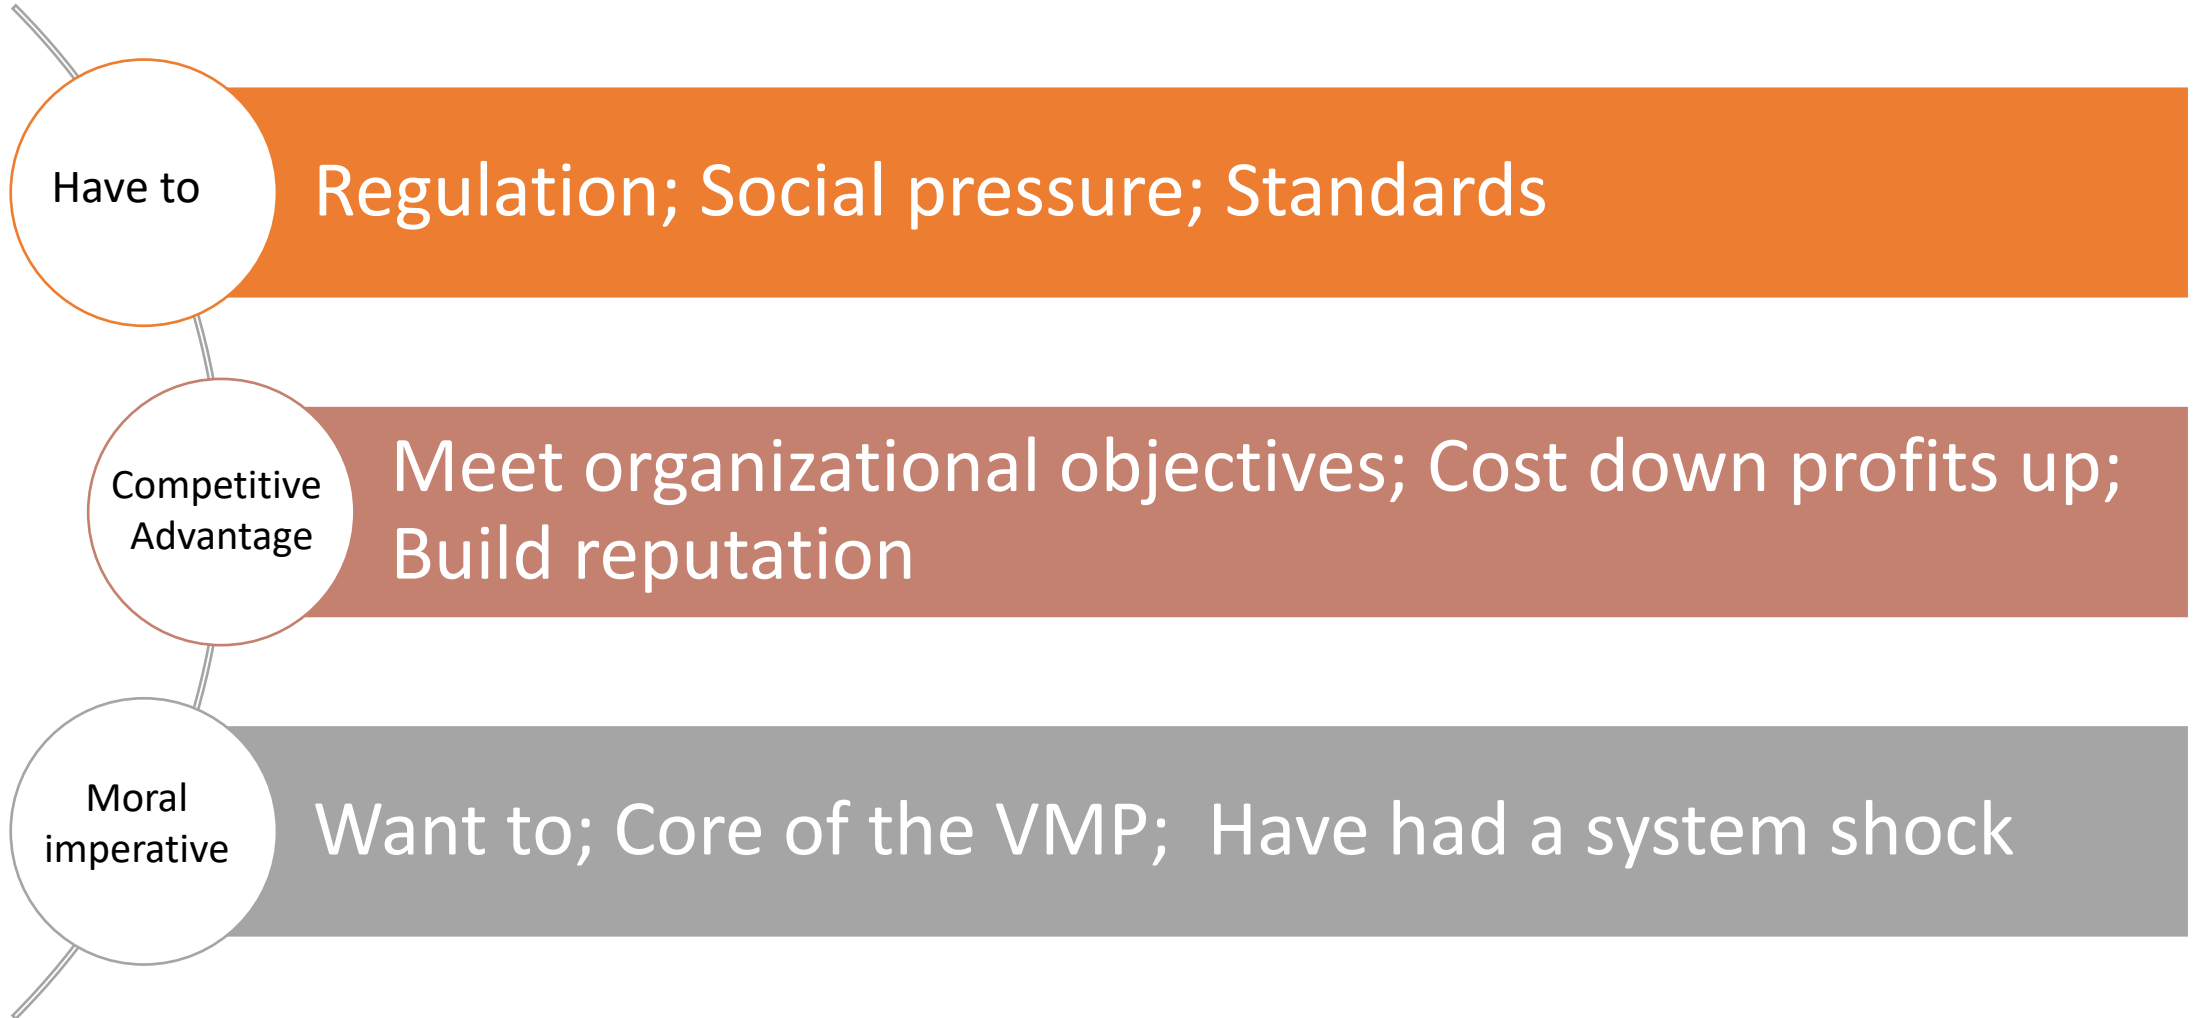 Have to
Regulation; Social pressure; Standards
Competitive
Advantage
Meet organizational objectives; Cost down profits up;
Build reputation
Moral
imperative
Want to; Core of the VMP;  Have had a system shock